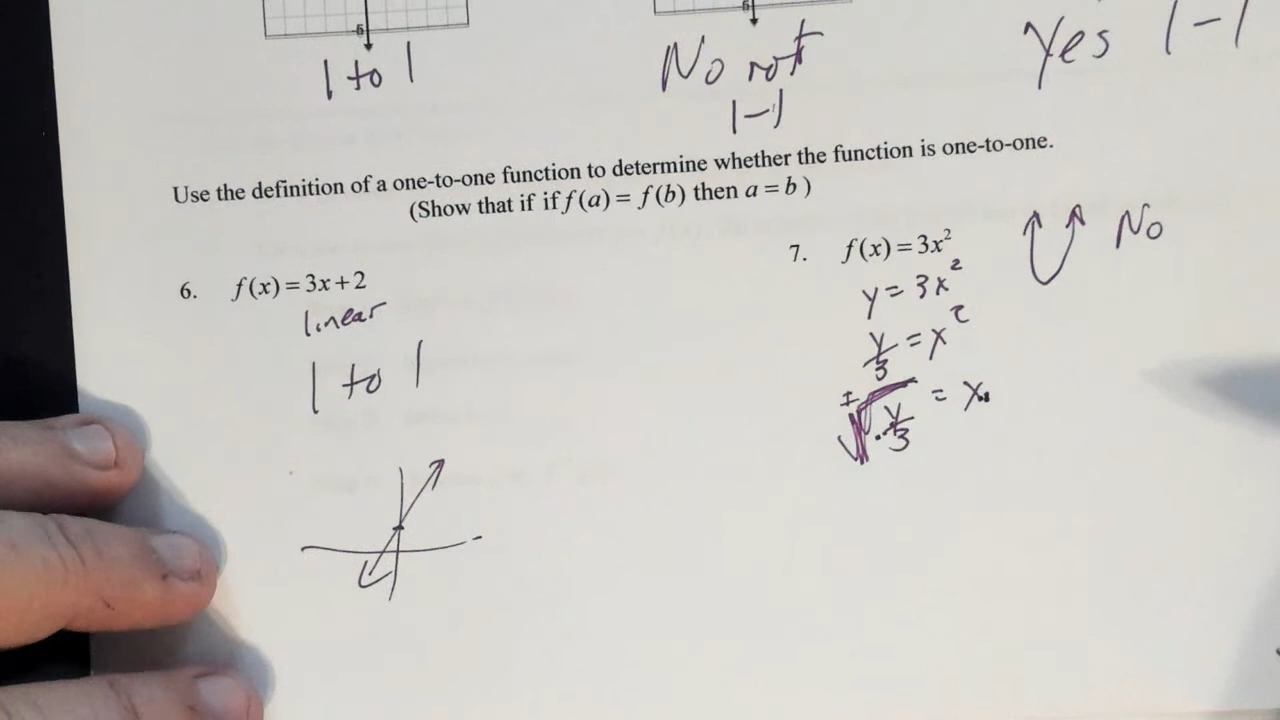 -6
6
1 to 1
No not
1-1
Yes 1-1
Use the definition of a one-to-one function to determine whether the function is one-to-one.
(Show that if if f(a) = f(b) then a = b)
6. f(x) = 3x + 2
linear
1 to 1
7. f(x) = 3x²
No
y = 3x²
y/3 = x²
±√y/3 = x